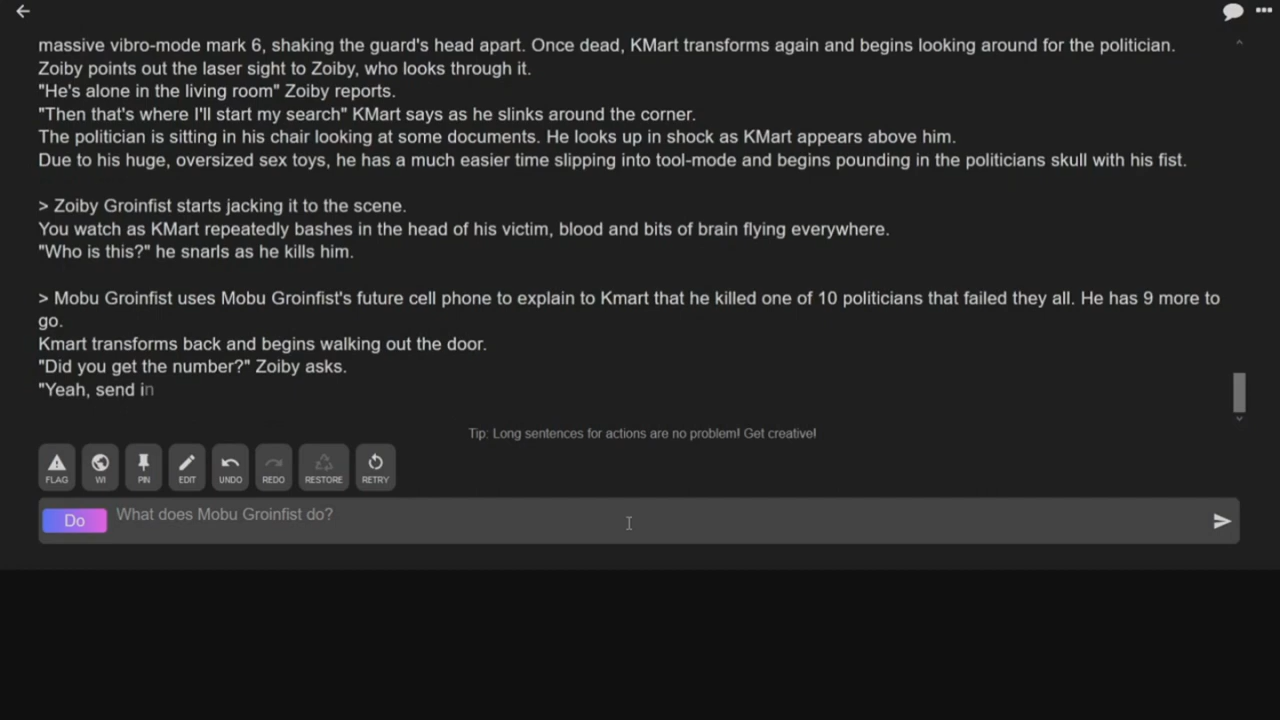 massive vibro-mode mark 6, shaking the guard's head apart. Once dead, KMart transforms again and begins looking around for the politician.
Zoiby points out the laser sight to Zoiby, who looks through it.
"He's alone in the living room" Zoiby reports.
"Then that's where I'll start my search" KMart says as he slinks around the corner.
The politician is sitting in his chair looking at some documents. He looks up in shock as KMart appears above him.
Due to his huge, oversized sex toys, he has a much easier time slipping into tool-mode and begins pounding in the politicians skull with his fist.
> Zoiby Groinfist starts jacking it to the scene.
You watch as KMart repeatedly bashes in the head of his victim, blood and bits of brain flying everywhere.
"Who is this?" he snarls as he kills him.
> Mobu Groinfist uses Mobu Groinfist's future cell phone to explain to Kmart that he killed one of 10 politicians that failed they all. He has 9 more to
go.
Kmart transforms back and begins walking out the door.
"Did you get the number?" Zoiby asks.
"Yeah, send in
Tip: Long sentences for actions are no problem! Get creative!
FLAG WI PIN EDIT UNDO REDO RESTORE RETRY
Do What does Mobu Groinfist do?